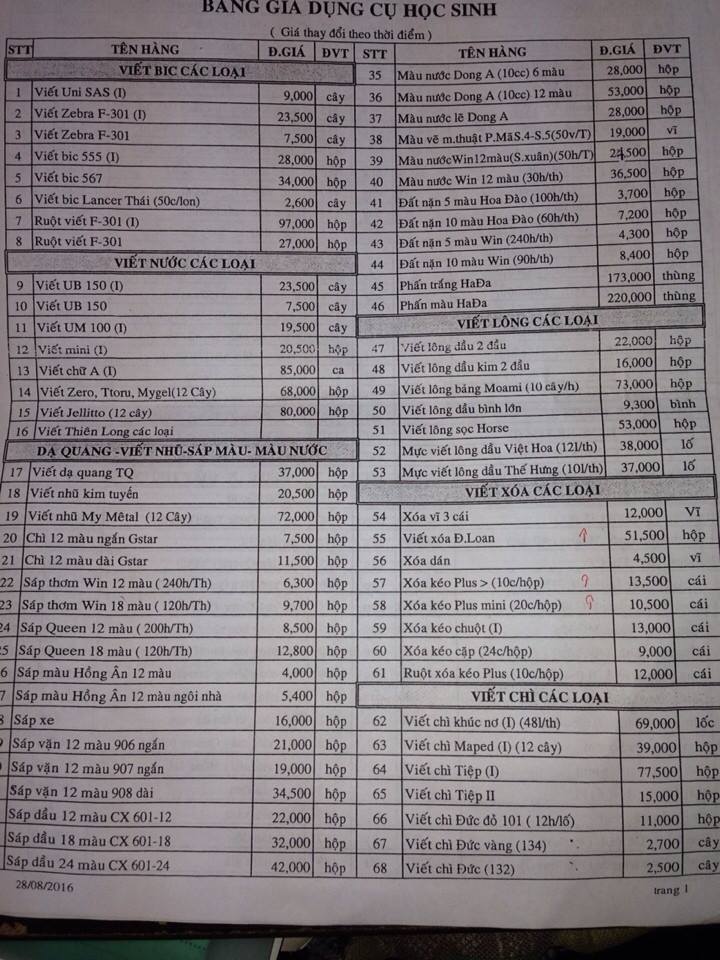 BẢNG GIÁ DỤNG CỤ HỌC SINH
( Giá thay đổi theo thời điểm )
STT TÊN HÀNG Đ.GIÁ ĐVT
VIẾT BIC CÁC LOẠI
1 Viết Uni SAS (I) 9,000 cây
2 Viết Zebra F-301 (I) 23,500 cây
3 Viết Zebra F-301 7,500 cây
4 Viết bic 555 (I) 28,000 hộp
5 Viết bic 567 34,000 hộp
6 Viết bic Lancer Thái (50c/lon) 2,600 cây
7 Ruột viết F-301 (I) 97,000 hộp
8 Ruột viết F-301 27,000 hộp
VIẾT NƯỚC CÁC LOẠI
9 Viết UB 150 (I) 23,500 cây
10 Viết UB 150 7,500 cây
11 Viết UM 100 (I) 19,500 cây
12 Viết mini (I) 20,500 hộp
13 Viết chữ A (I) 85,000 ca
14 Viết Zero, Ttoru, Mygel(12 Cây) 68,000 hộp
15 Viết Jellitto (12 cây) 80,000 hộp
16 Viết Thiên Long các loại
DẠ QUANG -VIẾT NHŨ-SÁP MÀU- MÀU NƯỚC
17 Viết dạ quang TQ 37,000 hộp
18 Viết nhũ kim tuyến 20,500 hộp
19 Viết nhũ My Mêtal (12 Cây) 72,000 hộp
20 Chì 12 màu ngắn Gstar 7,500 hộp
21 Chì 12 màu dài Gstar 11,500 hộp
22 Sáp thơm Win 12 màu ( 240h/Th) 6,300 hộp
23 Sáp thơm Win 18 màu ( 120h/Th) 9,700 hộp
24 Sáp Queen 12 màu ( 200h/Th) 8,500 hộp
25 Sáp Queen 18 màu ( 120h/Th) 12,800 hộp
6 Sáp màu Hồng Ân 12 màu 4,000 hộp
7 Sáp màu Hồng Ân 12 màu ngôi nhà 5,400 hộp
8 Sáp xe 16,000 hộp
Sáp vặn 12 màu 906 ngắn 21,000 hộp
Sáp vặn 12 màu 907 ngắn 19,000 hộp
Sáp vặn 12 màu 908 dài 34,500 hộp
Sáp dầu 12 màu CX 601-12 22,000 hộp
Sáp dầu 18 màu CX 601-18 32,000 hộp
Sáp dầu 24 màu CX 601-24 42,000 hộp
28/08/2016
STT TÊN HÀNG Đ.GIÁ ĐVT
35 Màu nước Dong A (10cc) 6 màu 28,000 hộp
36 Màu nước Dong A (10cc) 12 màu 53,000 hộp
37 Màu nước lẽ Dong A 28,000 hộp
38 Màu vẽ m.thuật P.MãS.4-S.5(50v/T) 19,000 vĩ
39 Màu nướcWin12màu(S.xuân)(50h/T) 24,500 hộp
40 Màu nước Win 12 màu (30h/th) 36,500 hộp
41 Đất nặn 5 màu Hoa Đào (100h/th) 3,700 hộp
42 Đất nặn 10 màu Hoa Đào (60h/th) 7,200 hộp
43 Đất nặn 5 màu Win (240h/th) 4,300 hộp
44 Đất nặn 10 màu Win (90h/th) 8,400 hộp
45 Phấn trắng HaĐa 173,000 thùng
46 Phấn màu HaĐa 220,000 thùng
VIẾT LÔNG CÁC LOẠI
47 Viết lông dầu 2 đầu 22,000 hộp
48 Viết lông dầu kim 2 đầu 16,000 hộp
49 Viết lông bảng Moami (10 cây/h) 73,000 hộp
50 Viết lông dầu bình lớn 9,300 bình
51 Viết lông sọc Horse 53,000 hộp
52 Mực viết lông dầu Việt Hoa (12l/th) 38,000 lố
53 Mực viết lông dầu Thế Hưng (10l/th) 37,000 lố
VIẾT XÓA CÁC LOẠI
54 Xóa vĩ 3 cái 12,000 Vĩ
55 Viết xóa Đ.Loan 51,500 hộp
56 Xóa dán 4,500 vĩ
57 Xóa kéo Plus > (10c/hộp) 13,500 cái
58 Xóa kéo Plus mini (20c/hộp) 10,500 cái
59 Xóa kéo chuột (I) 13,000 cái
60 Xóa kéo cặp (24c/hộp) 9,000 cái
61 Ruột xóa kéo Plus (10c/hộp) 12,000 cái
VIẾT CHÌ CÁC LOẠI
62 Viết chì khúc nơ (I) (48l/th) 69,000 lốc
63 Viết chì Maped (I) (12 cây) 39,000 hộp
64 Viết chì Tiệp (I) 77,500 hộp
65 Viết chì Tiệp II 15,000 hộp
66 Viết chì Đức đỏ 101 ( 12h/lố) 11,000 hộp
67 Viết chì Đức vàng (134) 2,700 cây
68 Viết chì Đức (132) 2,500 cây
trang 1